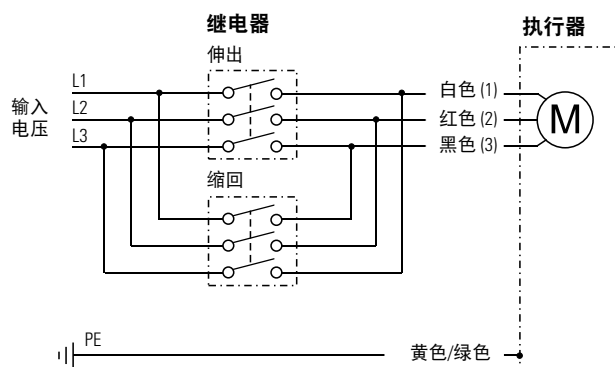 继电器
执行器
伸出
输入
电压
L1
L2
L3
白色 (1)
红色 (2)
黑色 (3)
M
缩回
PE
黄色/绿色